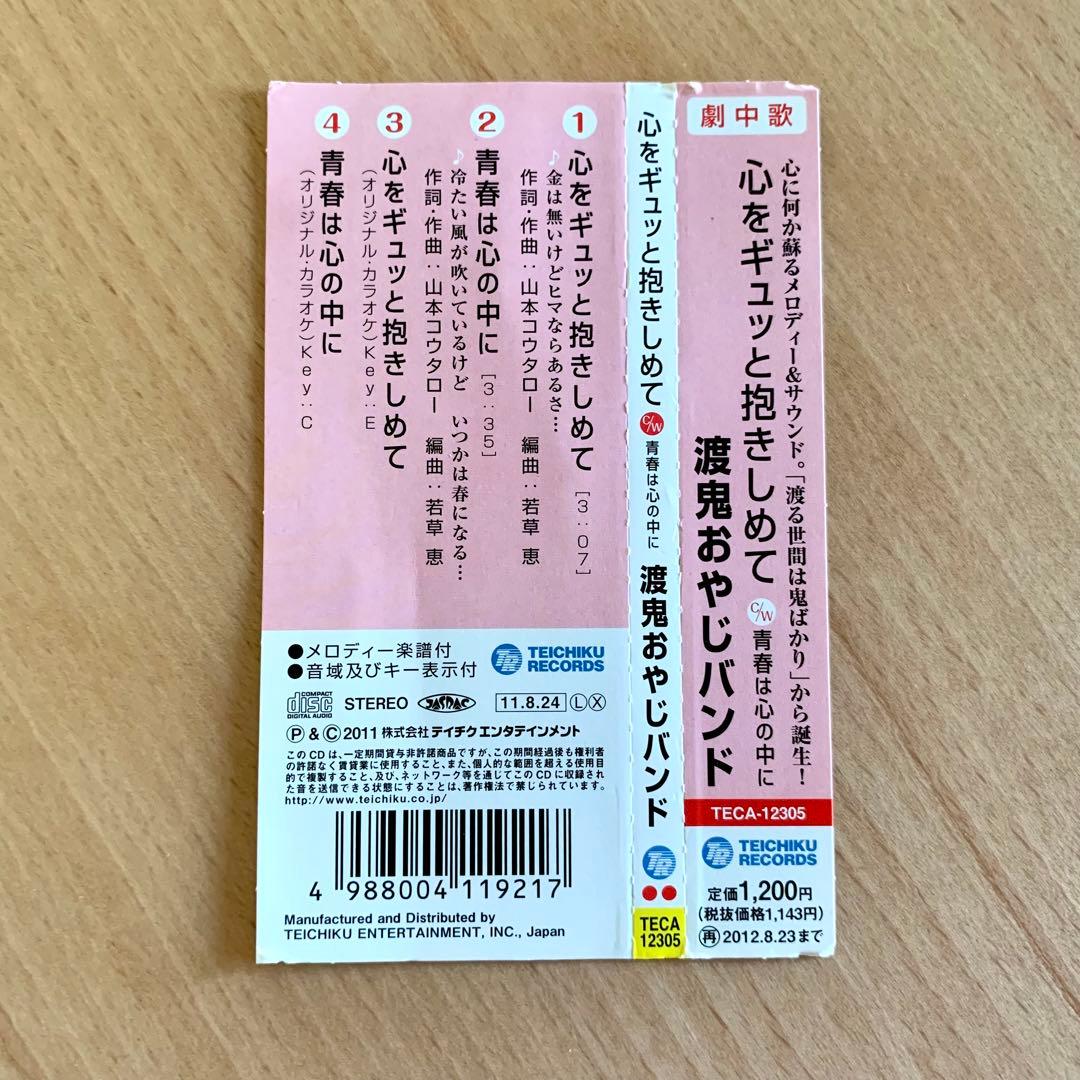 劇中歌
心に何か蘇るメロディー&サウンド。「渡る世間は鬼ばかり」から誕生!
心をギュッと抱きしめて C/W 青春は心の中に
渡鬼おやじバンド
TECA-12305
TR TEICHIKU RECORDS
定価1,200円
(税抜価格1,143円)
再 2012.8.23まで
心をギュッと抱きしめて C/W 青春は心の中に 渡鬼おやじバンド
TR
TECA
12305
1 心をギュッと抱きしめて [3:07]
♪金は無いけどヒマならあるさ…
作詞・作曲:山本コウタロー 編曲:若草 恵
2 青春は心の中に [3:35]
♪冷たい風が吹いているけど いつかは春になる…
作詞・作曲:山本コウタロー 編曲:若草 恵
3 心をギュッと抱きしめて
(オリジナル・カラオケ)Key:E
4 青春は心の中に
(オリジナル・カラオケ)Key:C
●メロディー楽譜付
●音域及びキー表示付
TR TEICHIKU RECORDS
COMPACT disc DIGITAL AUDIO STEREO JASRAC 11.8.24 L X
P & C 2011 株式会社 テイチクエンタテインメント
このCDは、一定期間貸与非許諾商品ですが、この期間経過後も権利者
の許諾なく賃貸業に使用すること、また、個人的な範囲を超える使用目
的で複製すること、及び、ネットワーク等を通じてこのCDに収録され
た音を送信できる状態にすることは、著作権法で禁じられています。
http://www.teichiku.co.jp/
4 988004 119217
Manufactured and Distributed by
TEICHIKU ENTERTAINMENT, INC., Japan